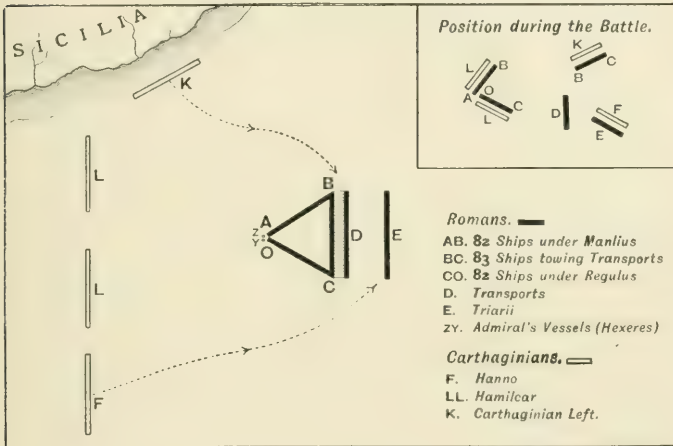 SICILIA
K
L
L
F
A
Z
Y
O
B
C
D
E
Position during the Battle.
L
B
O
A
C
L
K
C
B
D
F
E
Romans.
AB. 82 Ships under Manlius
BC. 83 Ships towing Transports
CO. 82 Ships under Regulus
D. Transports
E. Triarii
ZY. Admiral's Vessels (Hexeres)
Carthaginians.
F. Hanno
LL. Hamilcar
K. Carthaginian Left.